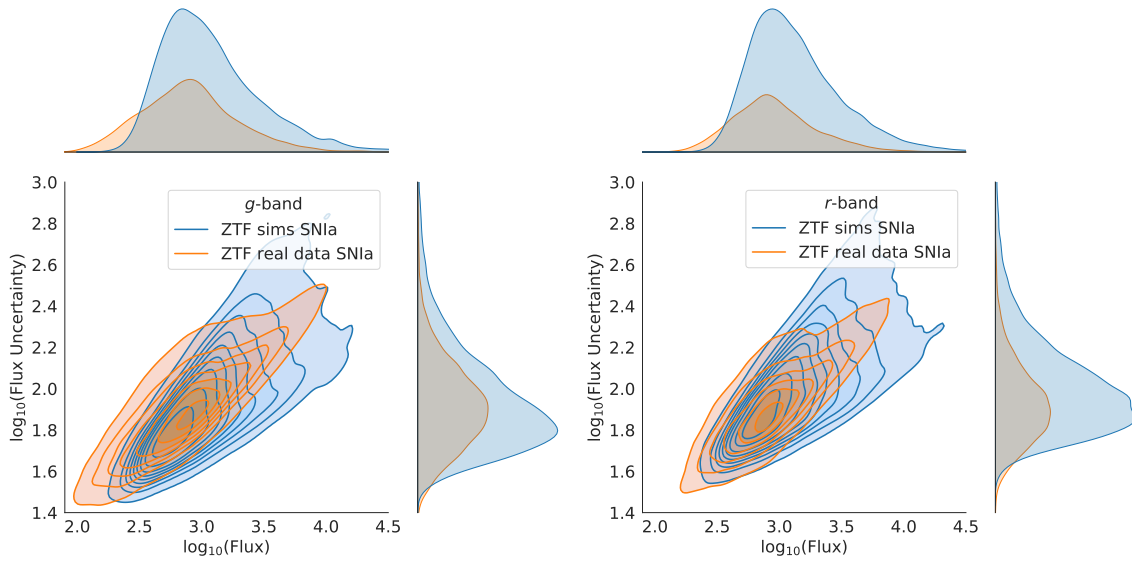 g-band
ZTF sims SNIa
ZTF real data SNIa
3.0
2.8
2.6
2.4
2.2
2.0
1.8
1.6
1.4
log₁₀(Flux Uncertainty)
2.0 2.5 3.0 3.5 4.0 4.5
log₁₀(Flux)
r-band
ZTF sims SNIa
ZTF real data SNIa
3.0
2.8
2.6
2.4
2.2
2.0
1.8
1.6
1.4
log₁₀(Flux Uncertainty)
2.0 2.5 3.0 3.5 4.0 4.5
log₁₀(Flux)